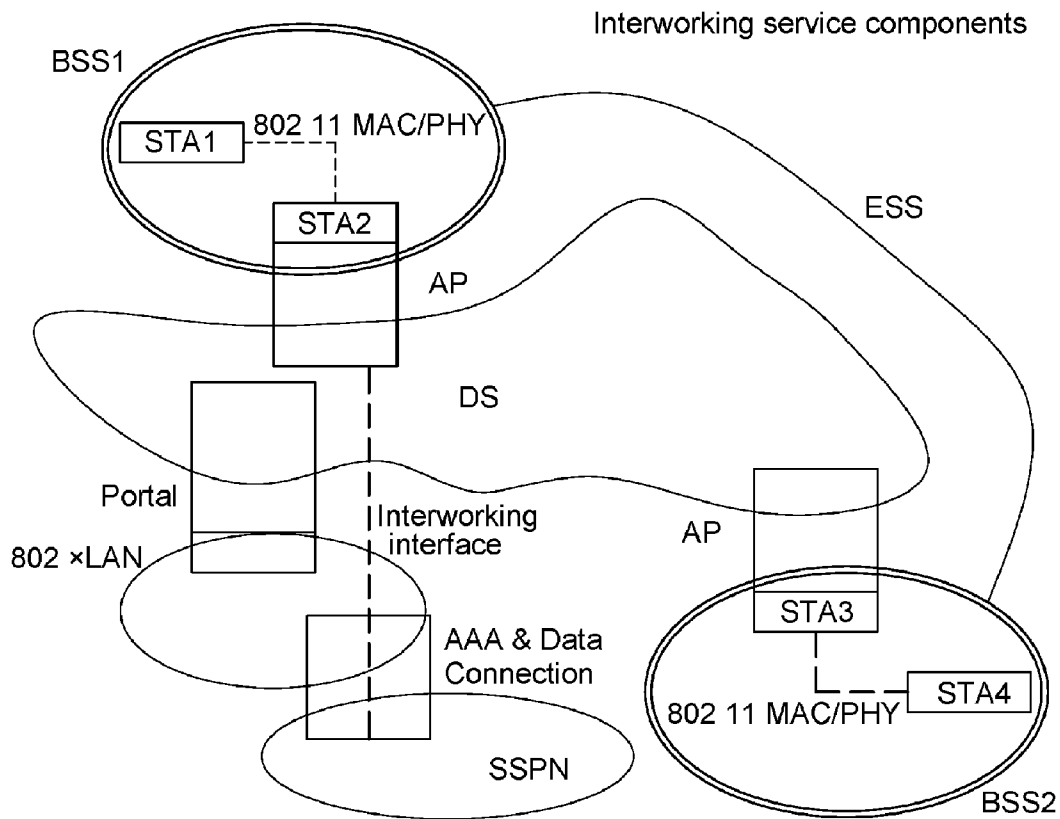 Interworking service components
BSS1
STA1
802 11 MAC/PHY
STA2
ESS
AP
DS
Portal
Interworking
interface
AP
802 ×LAN
STA3
AAA & Data
Connection
STA4
802 11 MAC/PHY
SSPN
BSS2